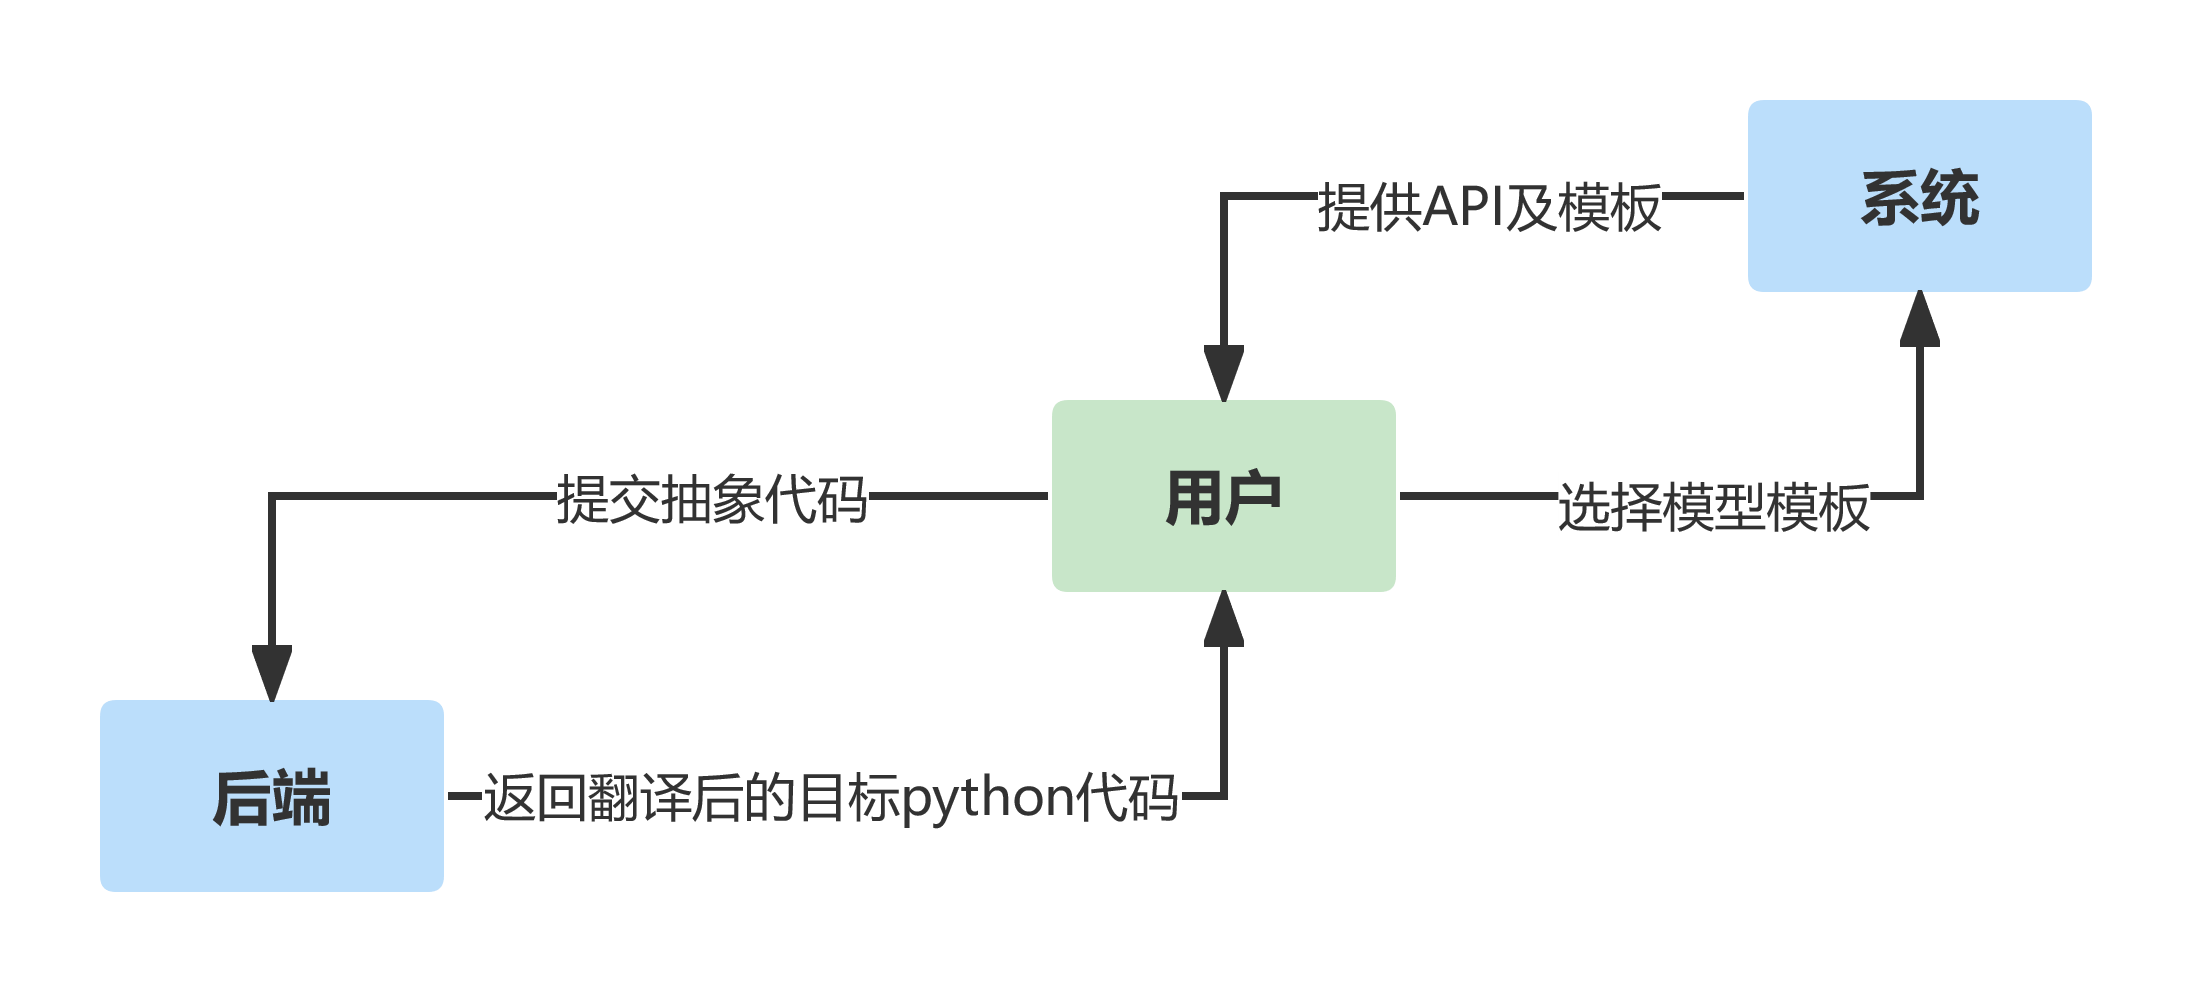 系统
提供API及模板
用户
提交抽象代码
选择模型模板
后端
返回翻译后的目标python代码